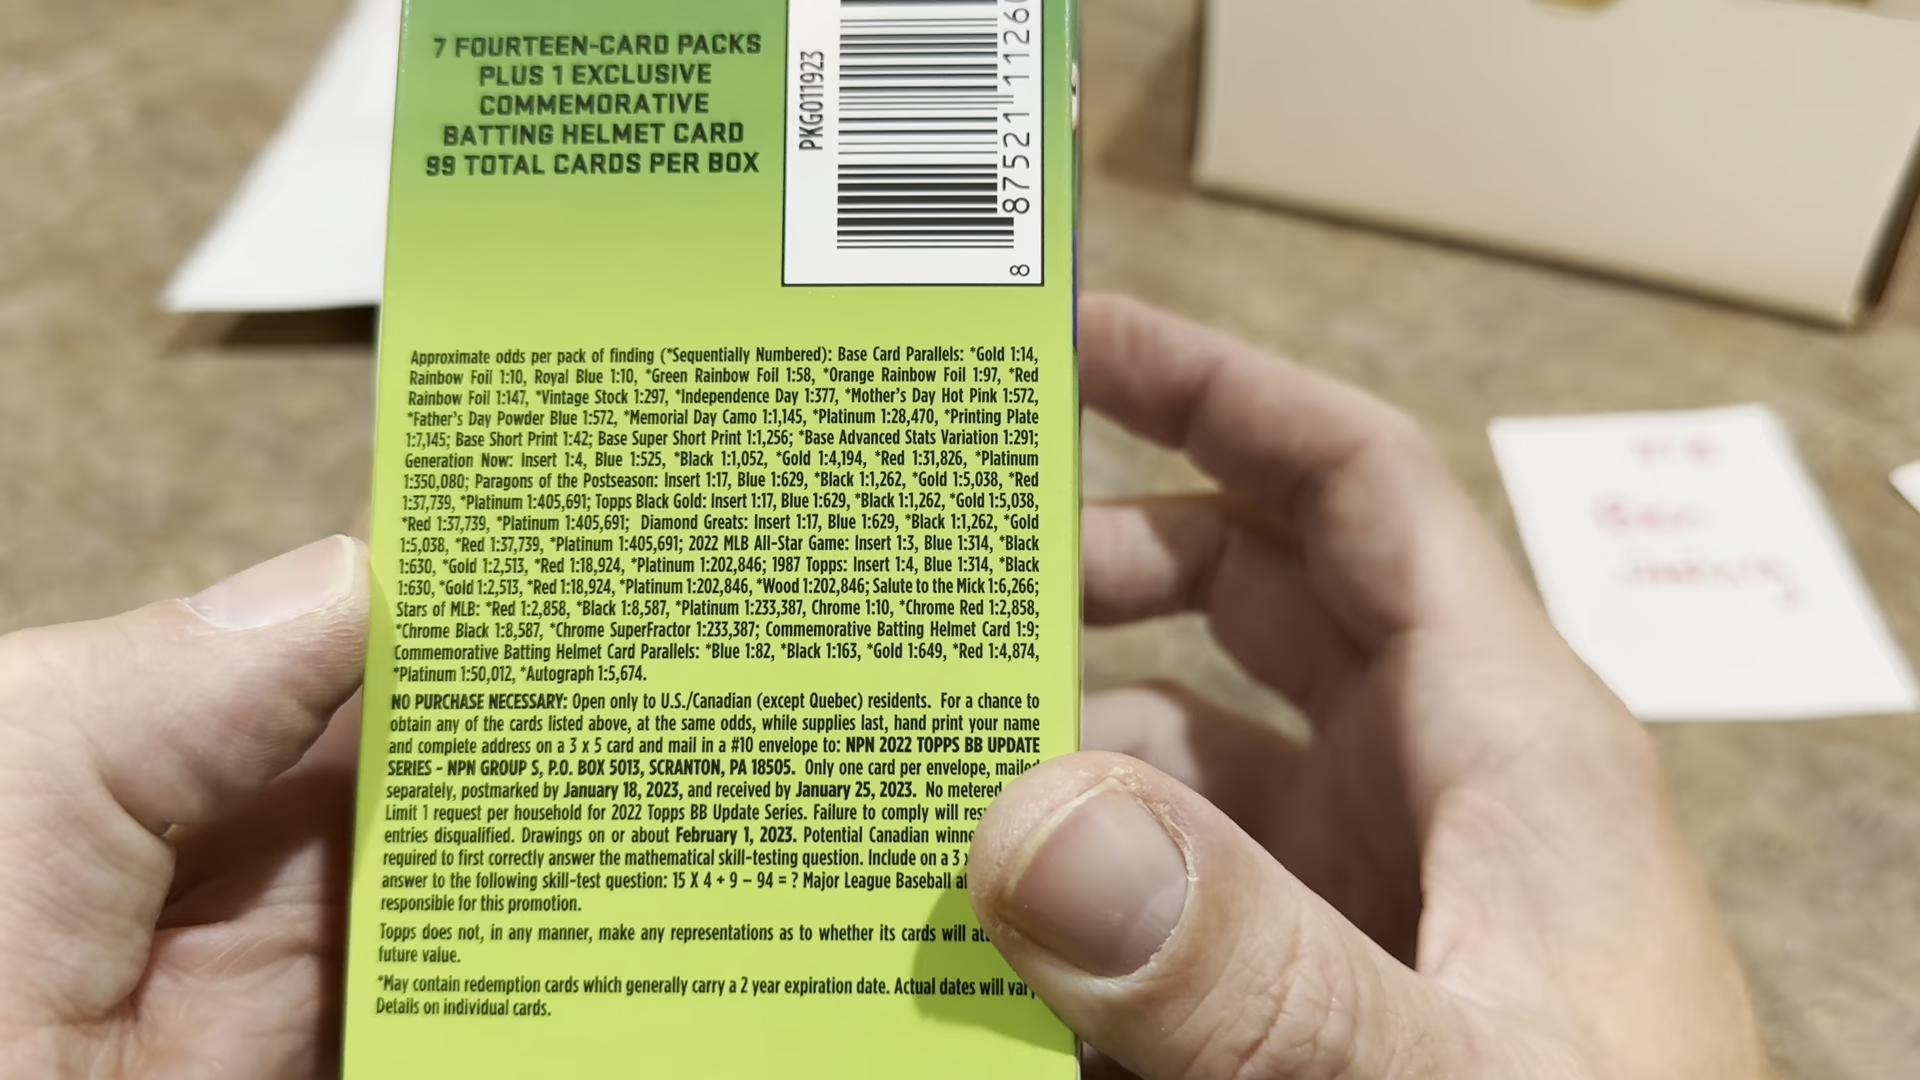 7 FOURTEEN-CARD PACKS
PLUS 1 EXCLUSIVE
COMMEMORATIVE
BATTING HELMET CARD
99 TOTAL CARDS PER BOX
PKG011923
8 87521 11260
Approximate odds per pack of finding (*Sequentially Numbered): Base Card Parallels: *Gold 1:14,
Rainbow Foil 1:10, Royal Blue 1:10, *Green Rainbow Foil 1:58, *Orange Rainbow Foil 1:97, *Red
Rainbow Foil 1:147, *Vintage Stock 1:297, *Independence Day 1:377, *Mother's Day Hot Pink 1:572,
*Father's Day Powder Blue 1:572, *Memorial Day Camo 1:1,145, *Platinum 1:28,470, *Printing Plate
1:7,145; Base Short Print 1:42; Base Super Short Print 1:1,256; *Base Advanced Stats Variation 1:291;
Generation Now: Insert 1:4, Blue 1:525, *Black 1:1,052, *Gold 1:4,194, *Red 1:31,826, *Platinum
1:350,080; Paragons of the Postseason: Insert 1:17, Blue 1:629, *Black 1:1,262, *Gold 1:5,038, *Red
1:37,739, *Platinum 1:405,691; Topps Black Gold: Insert 1:17, Blue 1:629, *Black 1:1,262, *Gold 1:5,038,
*Red 1:37,739, *Platinum 1:405,691; Diamond Greats: Insert 1:17, Blue 1:629, *Black 1:1,262, *Gold
1:5,038, *Red 1:37,739, *Platinum 1:405,691; 2022 MLB All-Star Game: Insert 1:3, Blue 1:314, *Black
1:630, *Gold 1:2,513, *Red 1:18,924, *Platinum 1:202,846; 1987 Topps: Insert 1:4, Blue 1:314, *Black
1:630, *Gold 1:2,513, *Red 1:18,924, *Platinum 1:202,846, *Wood 1:202,846; Salute to the Mick 1:6,266;
Stars of MLB: *Red 1:2,858, *Black 1:8,587, *Platinum 1:233,387, Chrome 1:10, *Chrome Red 1:2,858,
*Chrome Black 1:8,587, *Chrome SuperFractor 1:233,387; Commemorative Batting Helmet Card 1:9;
Commemorative Batting Helmet Card Parallels: *Blue 1:82, *Black 1:163, *Gold 1:649, *Red 1:4,874,
*Platinum 1:50,012, *Autograph 1:5,674.
NO PURCHASE NECESSARY: Open only to U.S./Canadian (except Quebec) residents. For a chance to
obtain any of the cards listed above, at the same odds, while supplies last, hand print your name
and complete address on a 3 x 5 card and mail in a #10 envelope to: NPN 2022 TOPPS BB UPDATE
SERIES - NPN GROUP S, P.O. BOX 5013, SCRANTON, PA 18505. Only one card per envelope, mailed
separately, postmarked by January 18, 2023, and received by January 25, 2023. No metered
Limit 1 request per household for 2022 Topps BB Update Series. Failure to comply will
entries disqualified. Drawings on or about February 1, 2023. Potential Canadian
required to first correctly answer the mathematical skill-testing question. Include on a 3
answer to the following skill-test question: 15 X 4 + 9 – 94 = ? Major League Baseball
responsible for this promotion.
Topps does not, in any manner, make any representations as to whether its cards will
future value.
*May contain redemption cards which generally carry a 2 year expiration date. Actual dates will vary.
Details on individual cards.